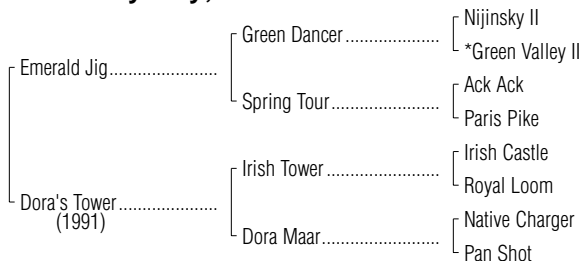 Nijinsky II
Green Dancer
*Green Valley II
Emerald Jig
Ack Ack
Spring Tour
Paris Pike
Irish Castle
Irish Tower
Royal Loom
Dora's Tower
(1991)
Native Charger
Dora Maar
Pan Shot